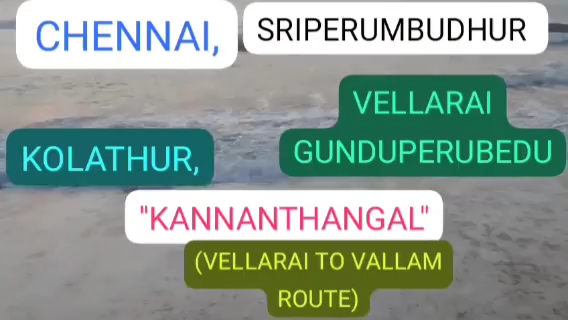 CHENNAI,
SRIPERUMBUDHUR
VELLARAI
GUNDUPERUBEDU
KOLATHUR,
"KANNANTHANGAL"
(VELLARAI TO VALLAM
ROUTE)